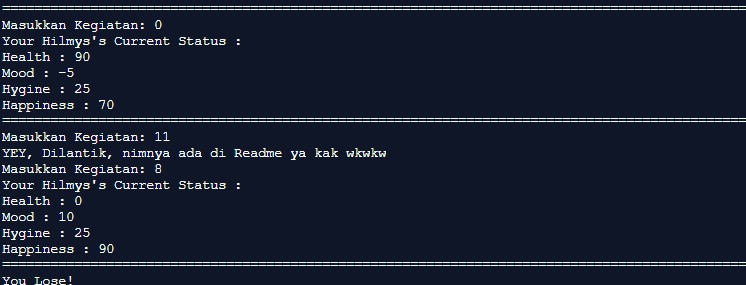 ==============================================================================================
Masukkan Kegiatan: 0
Your Hilmys's Current Status :
Health : 90
Mood : -5
Hygine : 25
Happiness : 70
==============================================================================================
Masukkan Kegiatan: 11
YEY, Dilantik, nimnya ada di Readme ya kak wkwkw
Masukkan Kegiatan: 8
Your Hilmys's Current Status :
Health : 0
Mood : 10
Hygine : 25
Happiness : 90
==============================================================================================
You Lose!